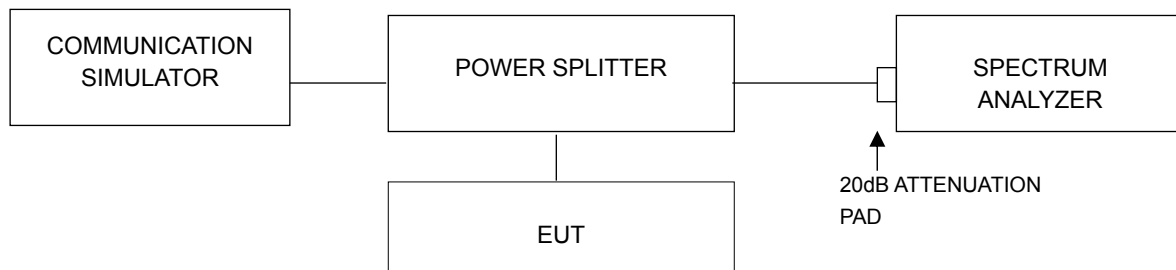 COMMUNICATION
SIMULATOR
POWER SPLITTER
SPECTRUM
ANALYZER
20dB ATTENUATION
PAD
EUT